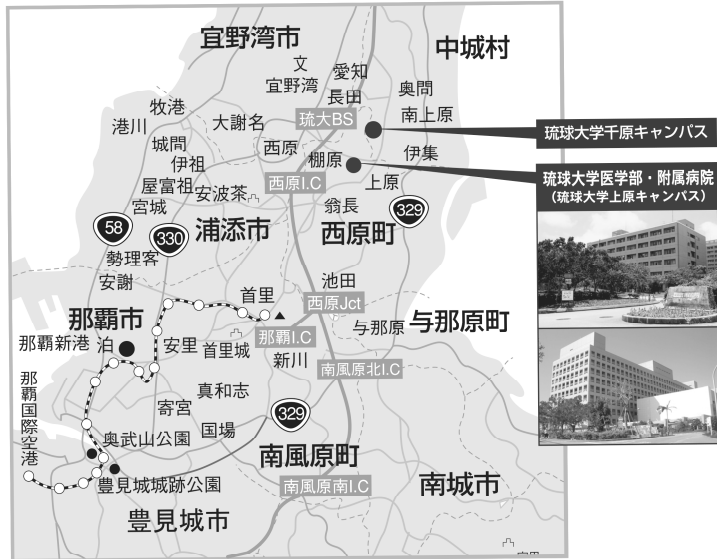 宜野湾市
中城村
文
愛知
宜野湾
奥間
長田
牧港
南上原
大謝名
琉大BS
港川
琉球大学千原キャンパス
城間
西原
棚原
伊集
伊祖
琉球大学医学部・附属病院
屋富祖
安波茶
西原I.C
上原
(琉球大学上原キャンパス)
宮城
翁長
329
58
330
浦添市
西原町
勢理客
安謝
首里
池田
西原Jct
那覇市
与那原
与那原町
那覇新港
泊
安里
首里城
那覇I.C
新川
南風原北I.C
那覇国際空港
真和志
寄宮
329
奥武山公園
国場
南風原町
豊見城城跡公園
南風原南I.C
南城市
豊見城市